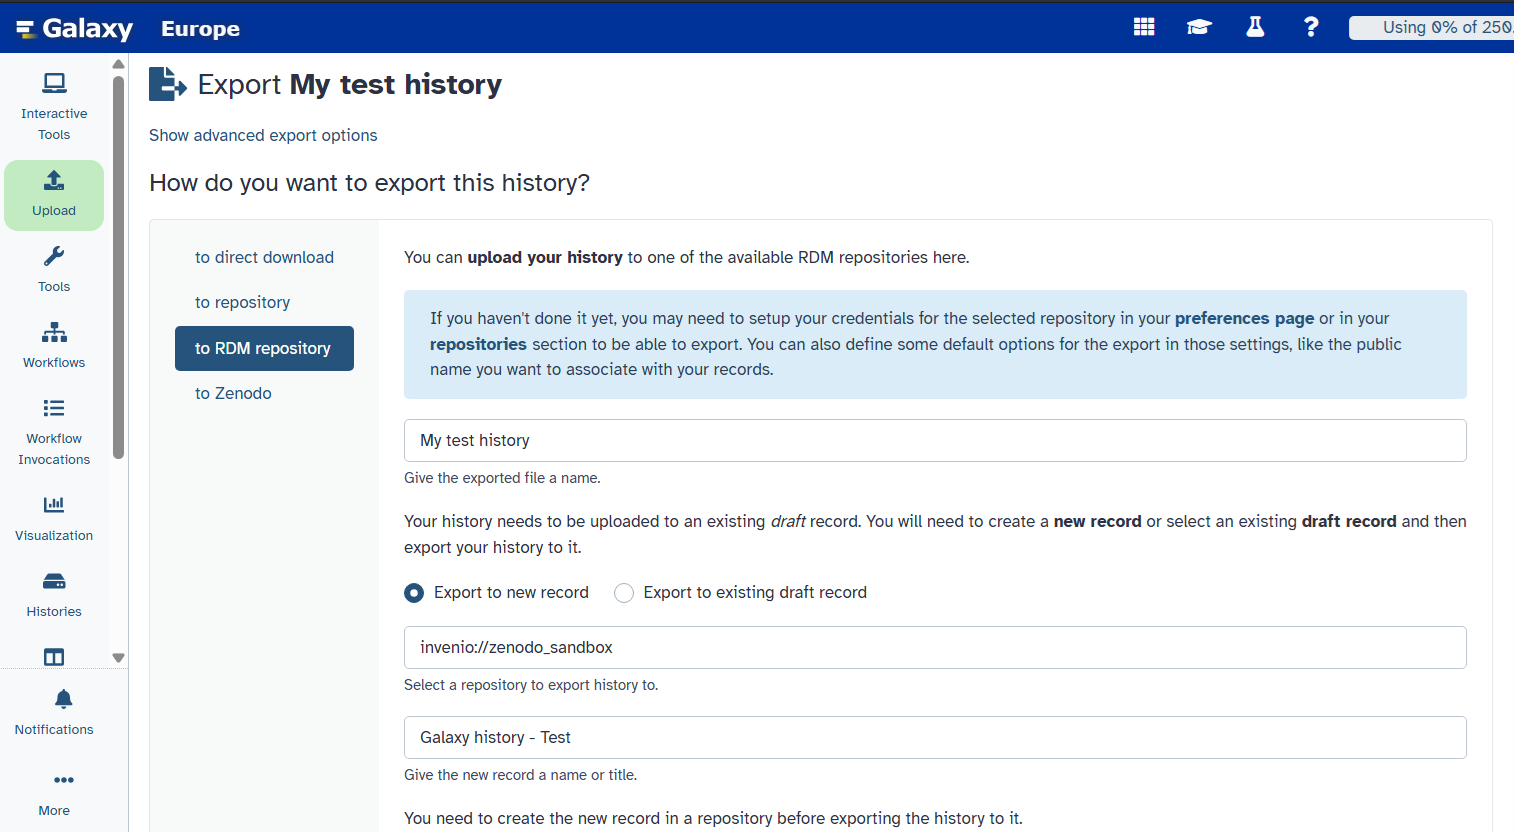 Galaxy Europe
Using 0% of 250.
Interactive
Tools
Upload
Tools
Workflows
Workflow
Invocations
Visualization
Histories
Notifications
More
Export My test history
Show advanced export options
How do you want to export this history?
to direct download
to repository
to RDM repository
to Zenodo
You can upload your history to one of the available RDM repositories here.
If you haven't done it yet, you may need to setup your credentials for the selected repository in your preferences page or in your
repositories section to be able to export. You can also define some default options for the export in those settings, like the public
name you want to associate with your records.
My test history
Give the exported file a name.
Your history needs to be uploaded to an existing draft record. You will need to create a new record or select an existing draft record and then
export your history to it.
Export to new record
Export to existing draft record
invenio://zenodo_sandbox
Select a repository to export history to.
Galaxy history - Test
Give the new record a name or title.
You need to create the new record in a repository before exporting the history to it.